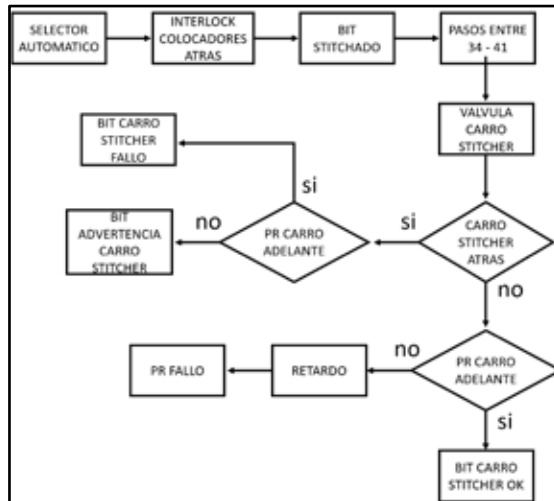 SELECTOR
AUTOMATICO
INTERLOCK
COLOCADORES
ATRAS
BIT
STITCHADO
PASOS ENTRE
34 - 41
VALVULA
CARRO
STITCHER
BIT CARRO
STITCHER
FALLO
si
BIT
ADVERTENCIA
CARRO
STITCHER
no
PR CARRO
ADELANTE
si
CARRO
STITCHER
ATRAS
no
PR FALLO
RETARDO
no
PR CARRO
ADELANTE
si
BIT CARRO
STITCHER OK